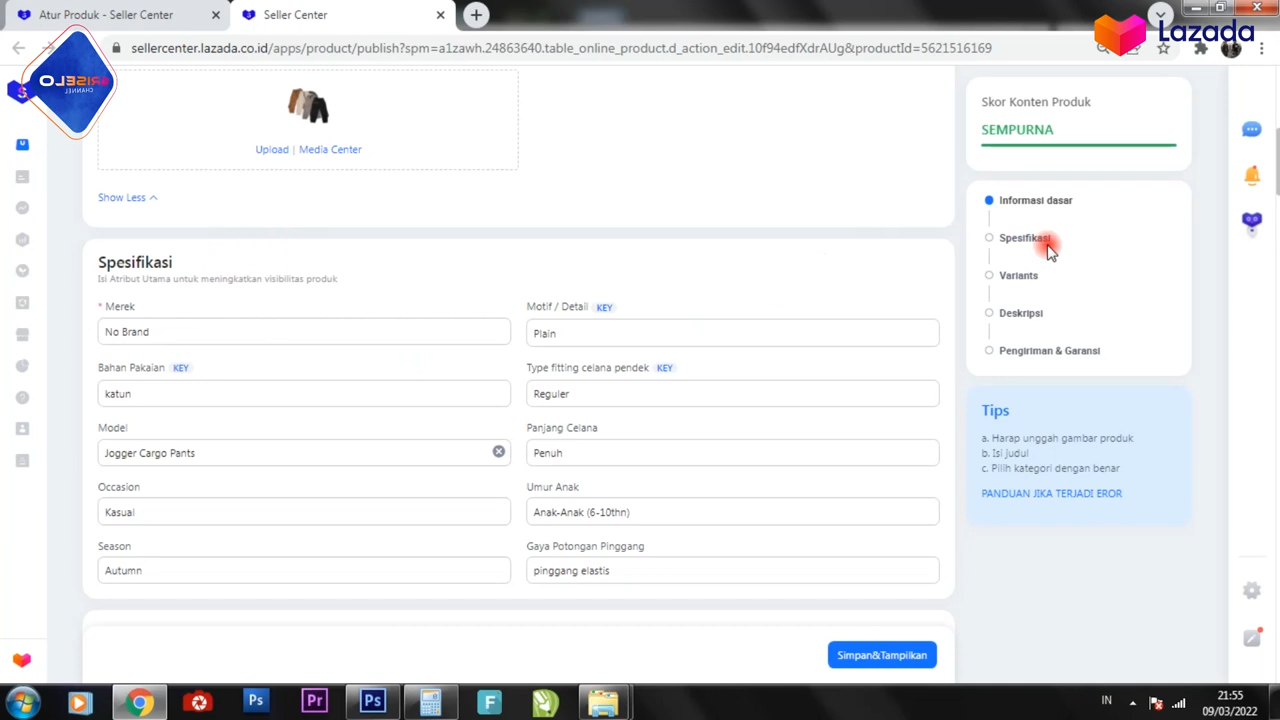 Atur Produk - Seller Center
Seller Center
sellercenter.lazada.co.id/apps/product/publish?spm=a1zawh.24863640.table_online_product.d_action_edit.10f94edfXdrAUg&productId=5621516169
Lazada
RISELO
CHANNEL
Upload | Media Center
Show Less
Skor Konten Produk
SEMPURNA
Informasi dasar
Spesifikasi
Variants
Deskripsi
Pengiriman & Garansi
Spesifikasi
Isi Atribut Utama untuk meningkatkan visibilitas produk
* Merek
No Brand
Motif / Detail KEY
Plain
Bahan Pakaian KEY
katun
Type fitting celana pendek KEY
Reguler
Model
Jogger Cargo Pants
Panjang Celana
Penuh
Occasion
Kasual
Umur Anak
Anak-Anak (6-10thn)
Season
Autumn
Gaya Potongan Pinggang
pinggang elastis
Tips
a. Harap unggah gambar produk
b. Isi judul
c. Pilih kategori dengan benar
PANDUAN JIKA TERJADI EROR
Simpan&Tampilkan
Ps
Pr
Ps
F
IN
21:55
09/03/2022